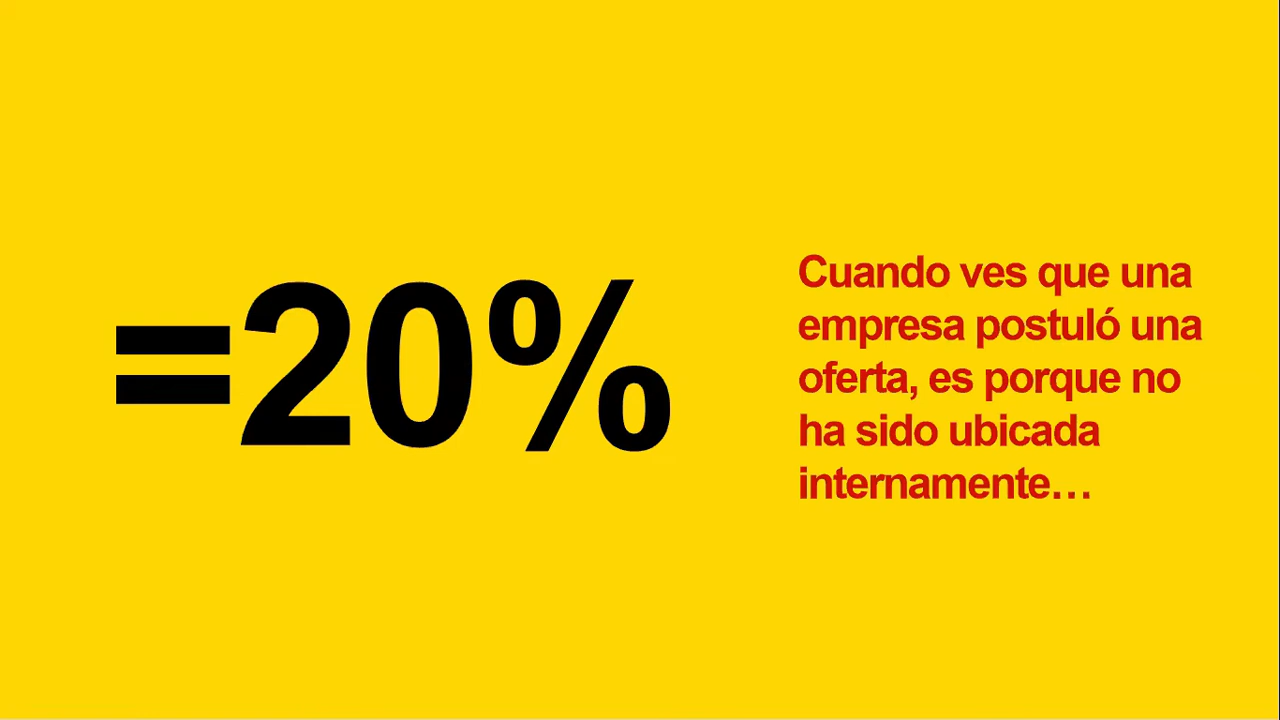 =20%
Cuando ves que una
empresa postuló una
oferta, es porque no
ha sido ubicada
internamente…